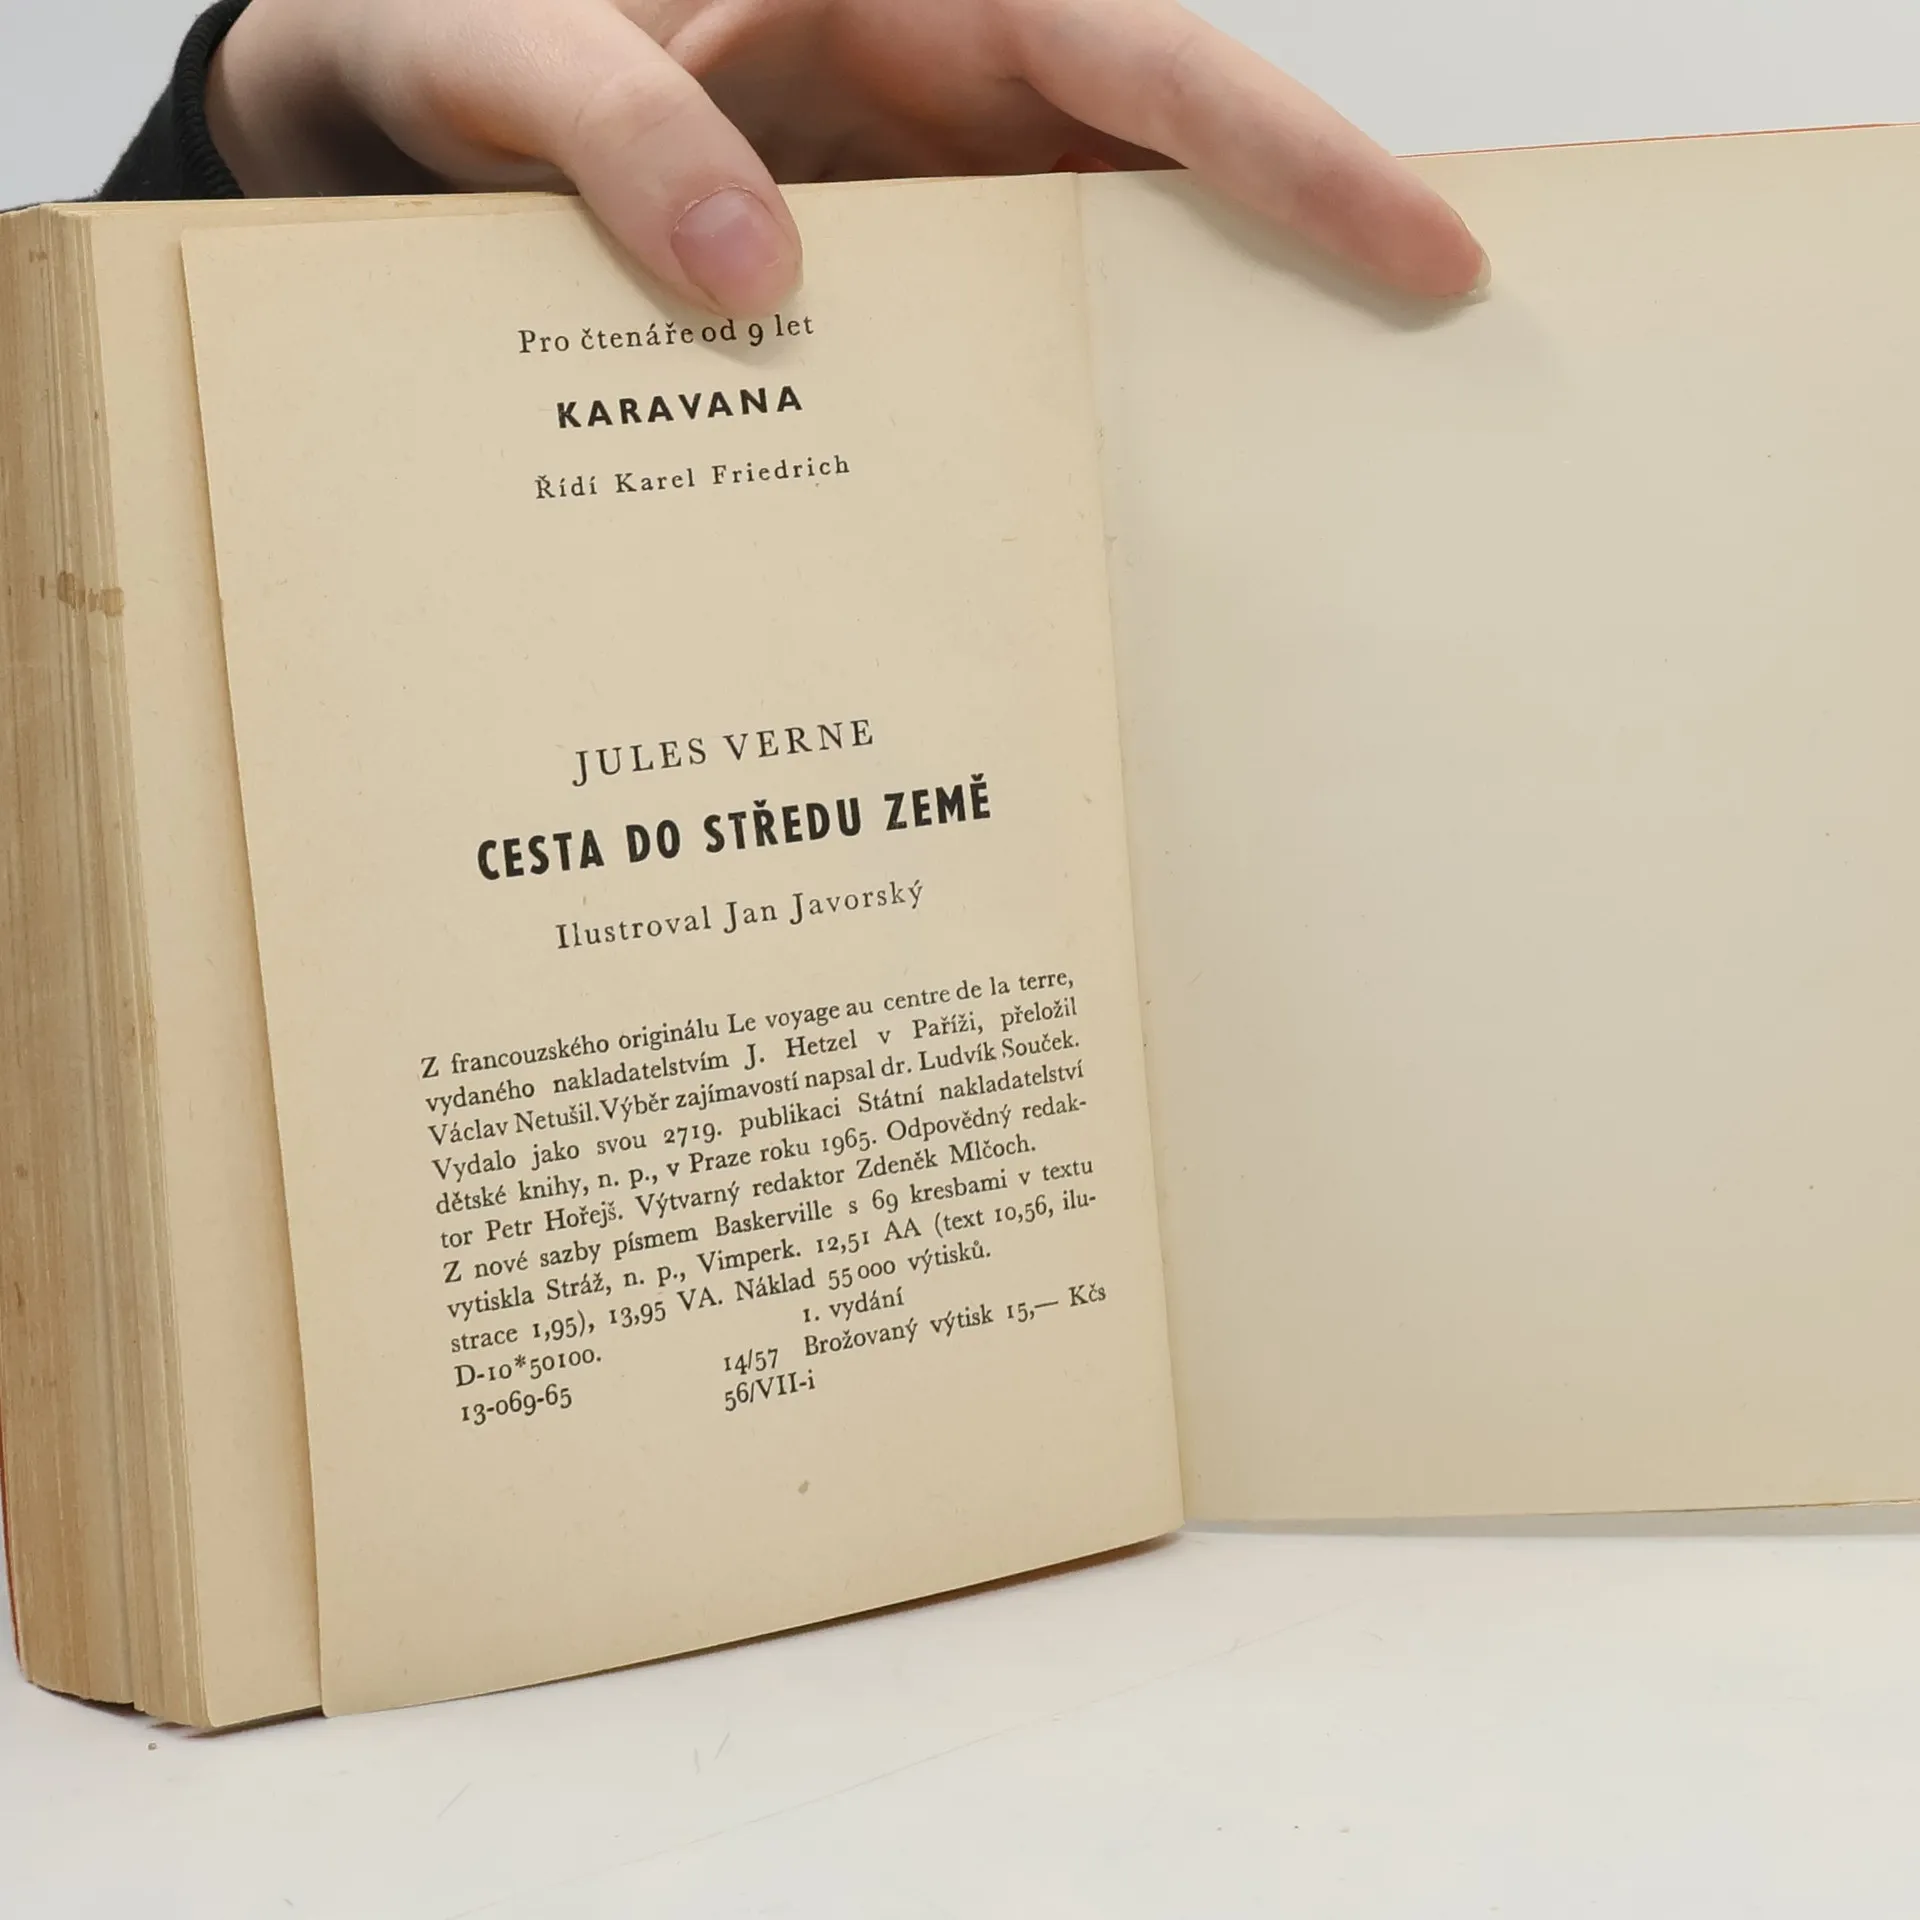 Pro čtenáře od 9 let
KARAVANA
Řídí Karel Friedrich
JULES VERNE
CESTA DO STŘEDU ZEMĚ
Ilustroval Jan Javorský
Z francouzského originálu Le voyage au centre de la terre,
vydaného nakladatelstvím J. Hetzel v Paříži, přeložil
Václav Netušil. Výběr zajímavostí napsal dr. Ludvík Souček.
Vydalo jako svou 2719. publikaci Státní nakladatelství
dětské knihy, n. p., v Praze roku 1965. Odpovědný redak-
tor Petr Hořejš. Výtvarný redaktor Zdeněk Mlčoch.
Z nové sazby písmem Baskerville s 69 kresbami v textu
vytiskla Stráž, n. p., Vimperk. 12,51 AA (text 10,56, ilu-
strace 1,95), 13,95 VA. Náklad 55 000 výtisků.
D-10*50100. 1. vydání
13-069-65 14/57 Brožovaný výtisk 15,— Kčs
56/VII-i